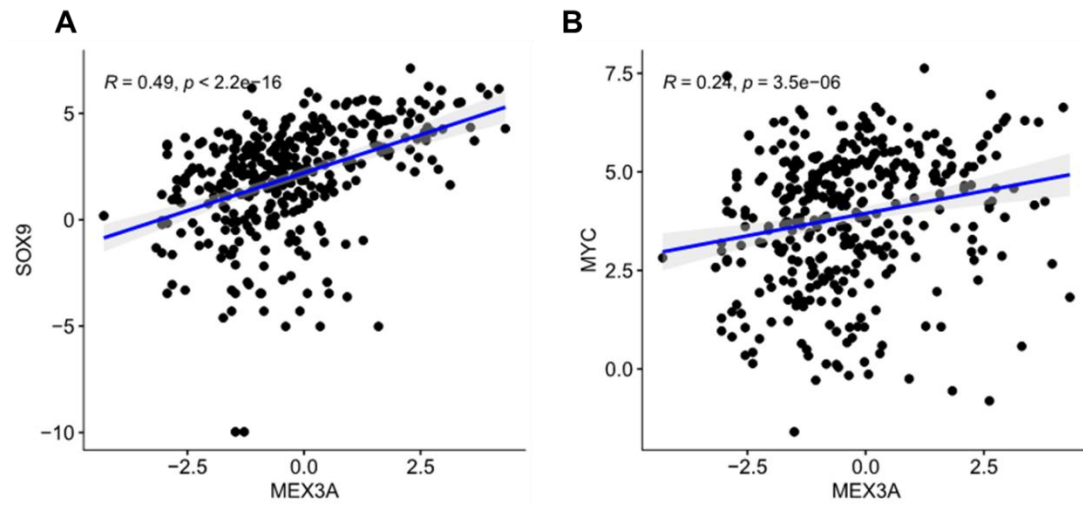 A
B
R = 0.49, p < 2.2e−16
R = 0.24, p = 3.5e−06
SOX9
5
0
−5
−10
−2.5 0.0 2.5
MEX3A
MYC
7.5
5.0
2.5
0.0
−2.5 0.0 2.5
MEX3A